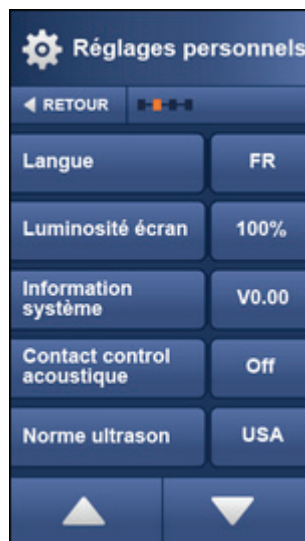 Réglages personnels
RETOUR
Langue FR
Luminosité écran 100%
Information
système V0.00
Contact control
acoustique Off
Norme ultrason USA